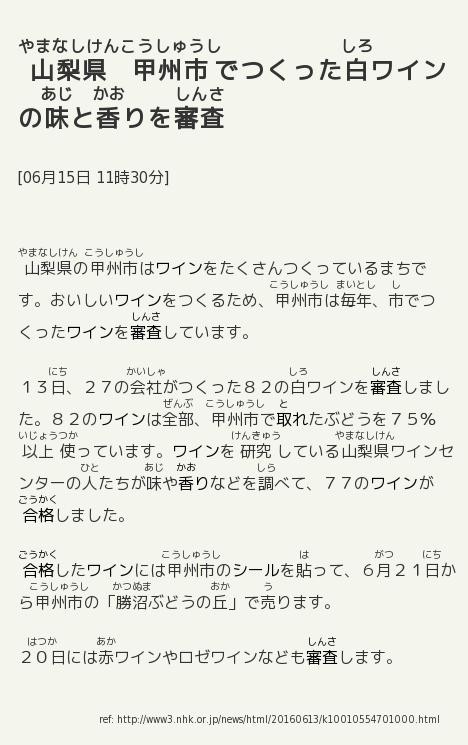 やまなしけんこうしゅうし しろ
山梨県 甲州市でつくった白ワイン
あじ かお しんさ
の味と香りを審査
[06月15日 11時30分]
やまなしけん こうしゅうし
山梨県の甲州市はワインをたくさんつくっているまちで
こうしゅうし まいとし し
す。おいしいワインをつくるため、甲州市は毎年、市でつ
しんさ
くったワインを審査しています。
にち かいしゃ しろ しんさ
１３日、２７の会社がつくった８２の白ワインを審査しまし
ぜんぶ こうしゅうし と
た。８２のワインは全部、甲州市で取れたぶどうを７５％
いじょうつか けんきゅう やまなしけん
以上 使っています。ワインを 研究 している山梨県ワインセ
ひと あじ かお しら
ンターの人たちが味や香りなどを調べて、７７のワインが
ごうかく
合格しました。
ごうかく こうしゅうし は がつ にち
合格したワインには甲州市のシールを貼って、６月２１日か
こうしゅうし かつぬま おか う
ら甲州市の「勝沼ぶどうの丘」で売ります。
はつか あか しんさ
２０日には赤ワインやロゼワインなども審査します。
ref: http://www3.nhk.or.jp/news/html/20160613/k10010554701000.html